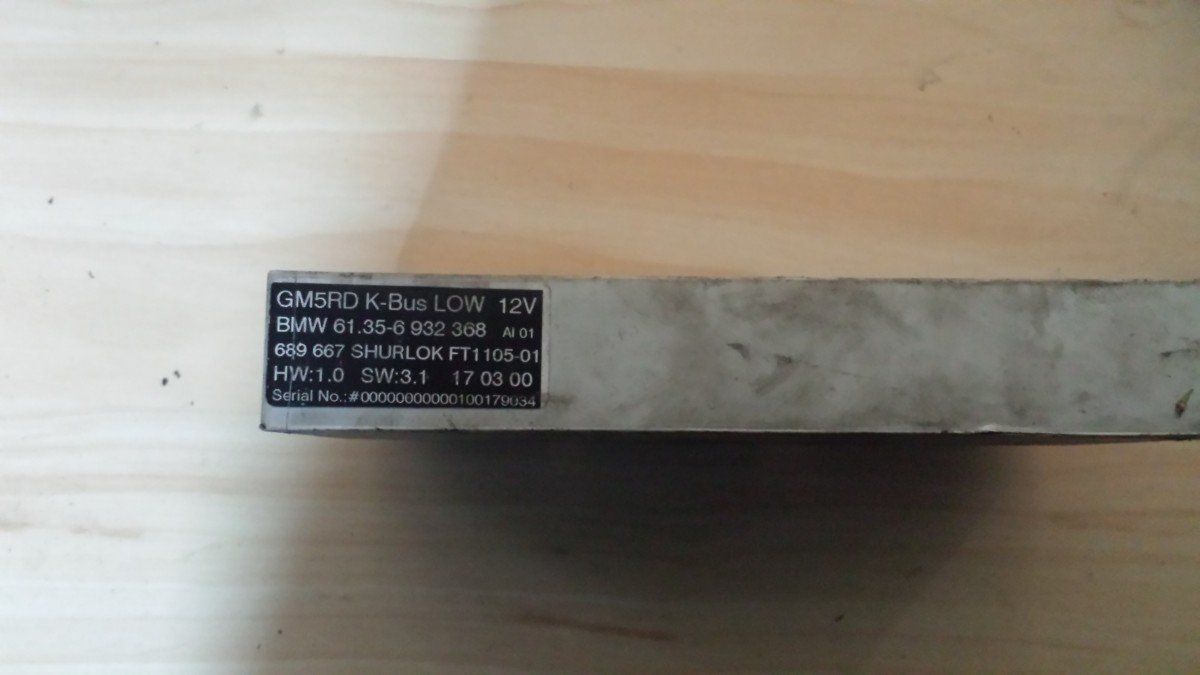 GM5RD K-Bus LOW 12V
BMW 61.35-6 932 368 AI 01
689 667 SHURLOK FT1105-01
HW:1.0 SW:3.1 17 03 00
Serial No.:#00000000000100179034